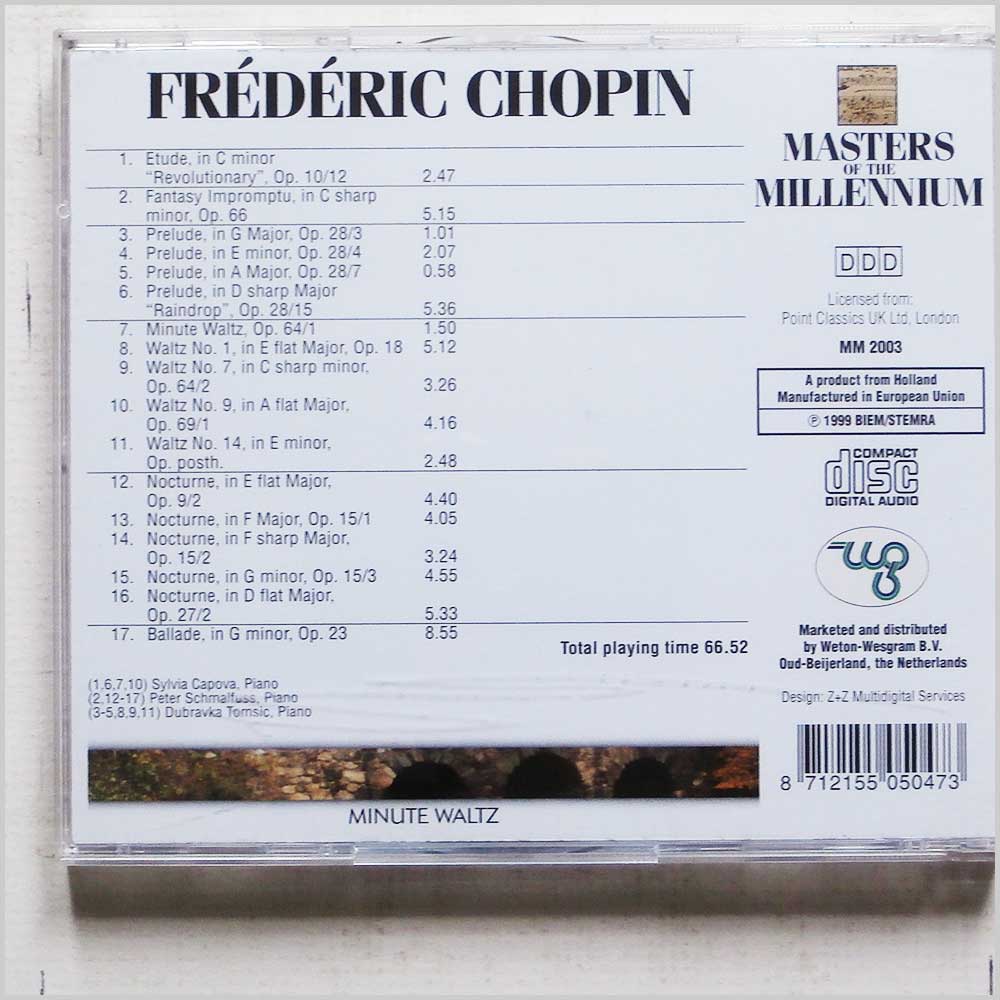 FRÉDÉRIC CHOPIN
1. Etude, in C minor
"Revolutionary", Op. 10/12 2.47
2. Fantasy Impromptu, in C sharp
minor, Op. 66 5.15
3. Prelude, in G Major, Op. 28/3 1.01
4. Prelude, in E minor, Op. 28/4 2.07
5. Prelude, in A Major, Op. 28/7 0.58
6. Prelude, in D sharp Major
"Raindrop", Op. 28/15 5.36
7. Minute Waltz, Op. 64/1 1.50
8. Waltz No. 1, in E flat Major, Op. 18 5.12
9. Waltz No. 7, in C sharp minor,
Op. 64/2 3.26
10. Waltz No. 9, in A flat Major,
Op. 69/1 4.16
11. Waltz No. 14, in E minor,
Op. posth. 2.48
12. Nocturne, in E flat Major,
Op. 9/2 4.40
13. Nocturne, in F Major, Op. 15/1 4.05
14. Nocturne, in F sharp Major,
Op. 15/2 3.24
15. Nocturne, in G minor, Op. 15/3 4.55
16. Nocturne, in D flat Major,
Op. 27/2 5.33
17. Ballade, in G minor, Op. 23 8.55
Total playing time 66.52
(1,6,7,10) Sylvia Capova, Piano
(2,12-17) Peter Schmalfuss, Piano
(3-5,8,9,11) Dubravka Tomsic, Piano
MINUTE WALTZ
MASTERS
OF THE
MILLENNIUM
DDD
Licensed from:
Point Classics UK Ltd, London
MM 2003
A product from Holland
Manufactured in European Union
℗ 1999 BIEM/STEMRA
COMPACT
disc
DIGITAL AUDIO
Marketed and distributed
by Weton-Wesgram B.V.
Oud-Beijerland, the Netherlands
Design: Z+Z Multidigital Services
8 712155 050473